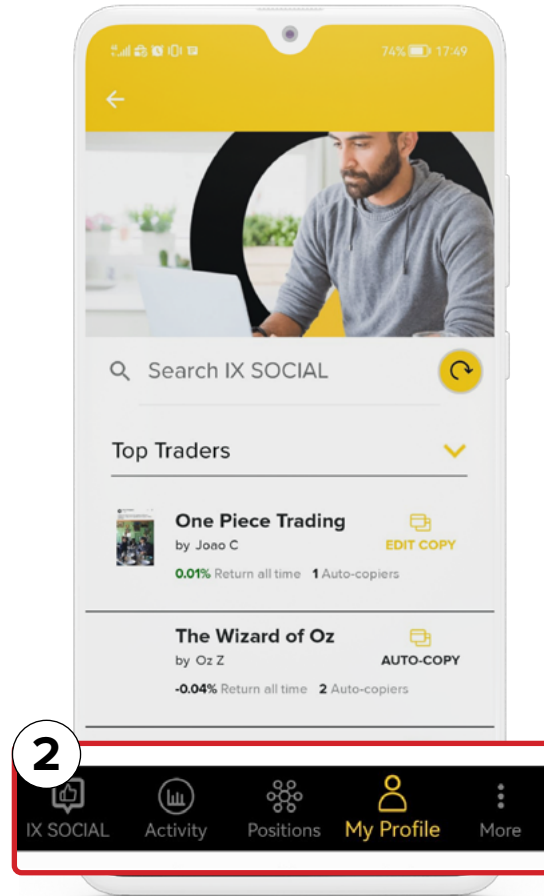 74% 17:49
Search IX SOCIAL
Top Traders
One Piece Trading
by Joao C
EDIT COPY
0.01% Return all time 1 Auto-copiers
The Wizard of Oz
by Oz Z
AUTO-COPY
-0.04% Return all time 2 Auto-copiers
2
IX SOCIAL Activity Positions My Profile More